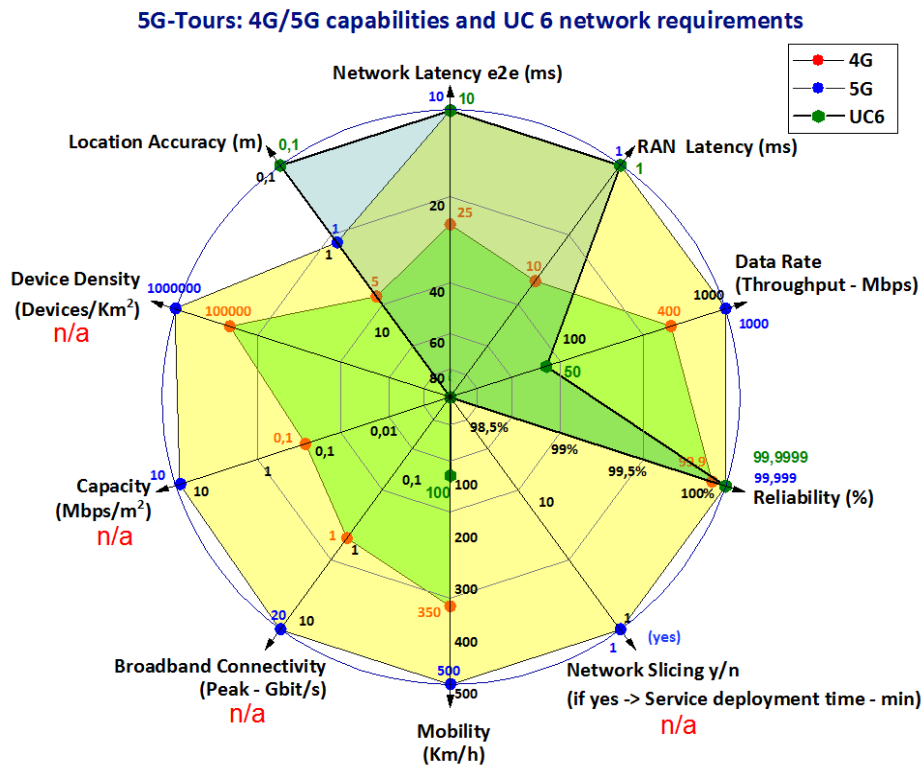 5G-Tours: 4G/5G capabilities and UC 6 network requirements
4G
5G
UC6
Network Latency e2e (ms)
10
10
Location Accuracy (m)
0,1
0,1
RAN Latency (ms)
1
1
20
25
1
1
10
5
Device Density
(Devices/Km²)
n/a
1000000
100000
Data Rate
(Throughput - Mbps)
1000
1000
400
40
10
100
60
50
80
0,01
98,5%
99%
99,5%
0,1
0,1
99,9
99,9999
99,999
100%
Reliability (%)
Capacity
(Mbps/m²)
n/a
10
10
1
0,1
100
100
10
200
1
1
300
350
400
20
10
Broadband Connectivity
(Peak - Gbit/s)
n/a
500
500
Mobility
(Km/h)
1
1
(yes)
Network Slicing y/n
(if yes -> Service deployment time - min)
n/a